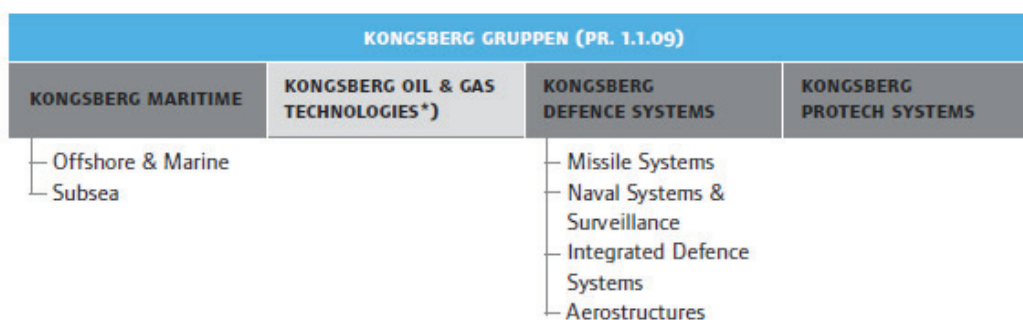 KONGSBERG GRUPPEN (PR. 1.1.09)
KONGSBERG MARITIME
KONGSBERG OIL & GAS
TECHNOLOGIES*)
KONGSBERG
DEFENCE SYSTEMS
KONGSBERG
PROTECH SYSTEMS
Offshore & Marine
Subsea
Missile Systems
Naval Systems &
Surveillance
Integrated Defence
Systems
Aerostructures